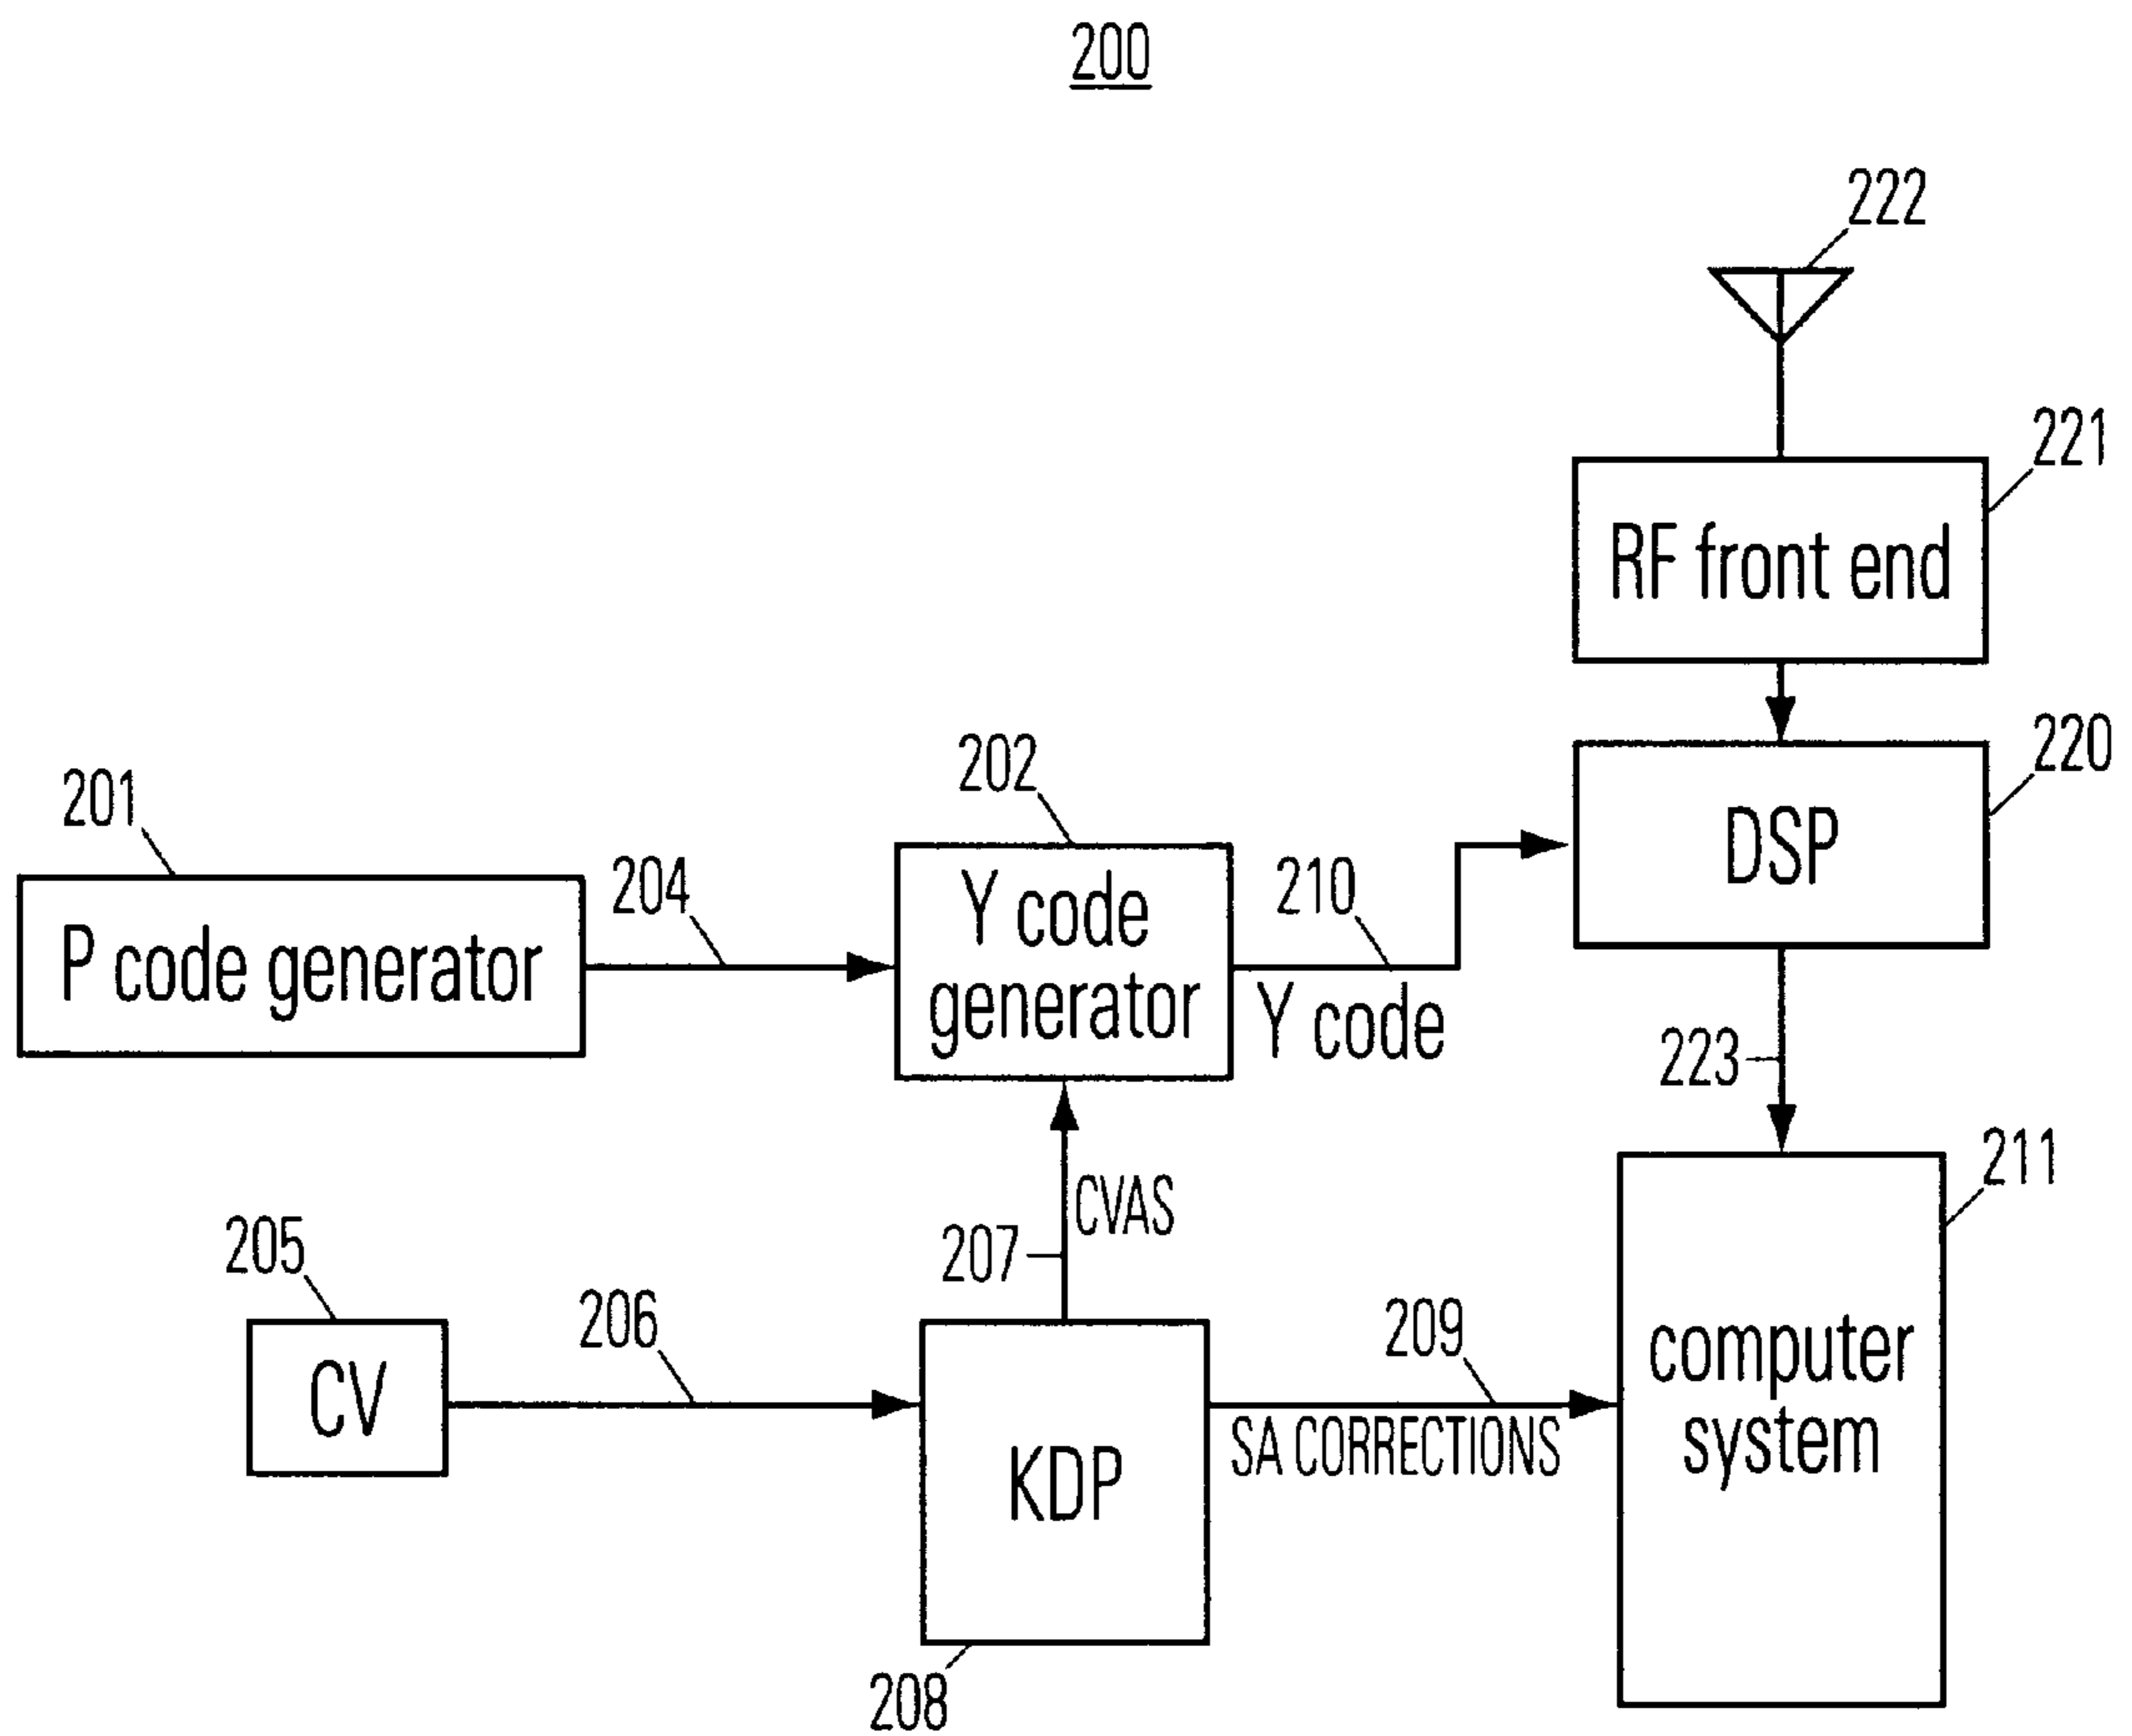 200
222
221
RF front end
220
DSP
202
201
204
210
Y code
generator
P code generator
Y code
223
211
CVAS
207
205
206
209
CV
computer
system
SA CORRECTIONS
KDP
208